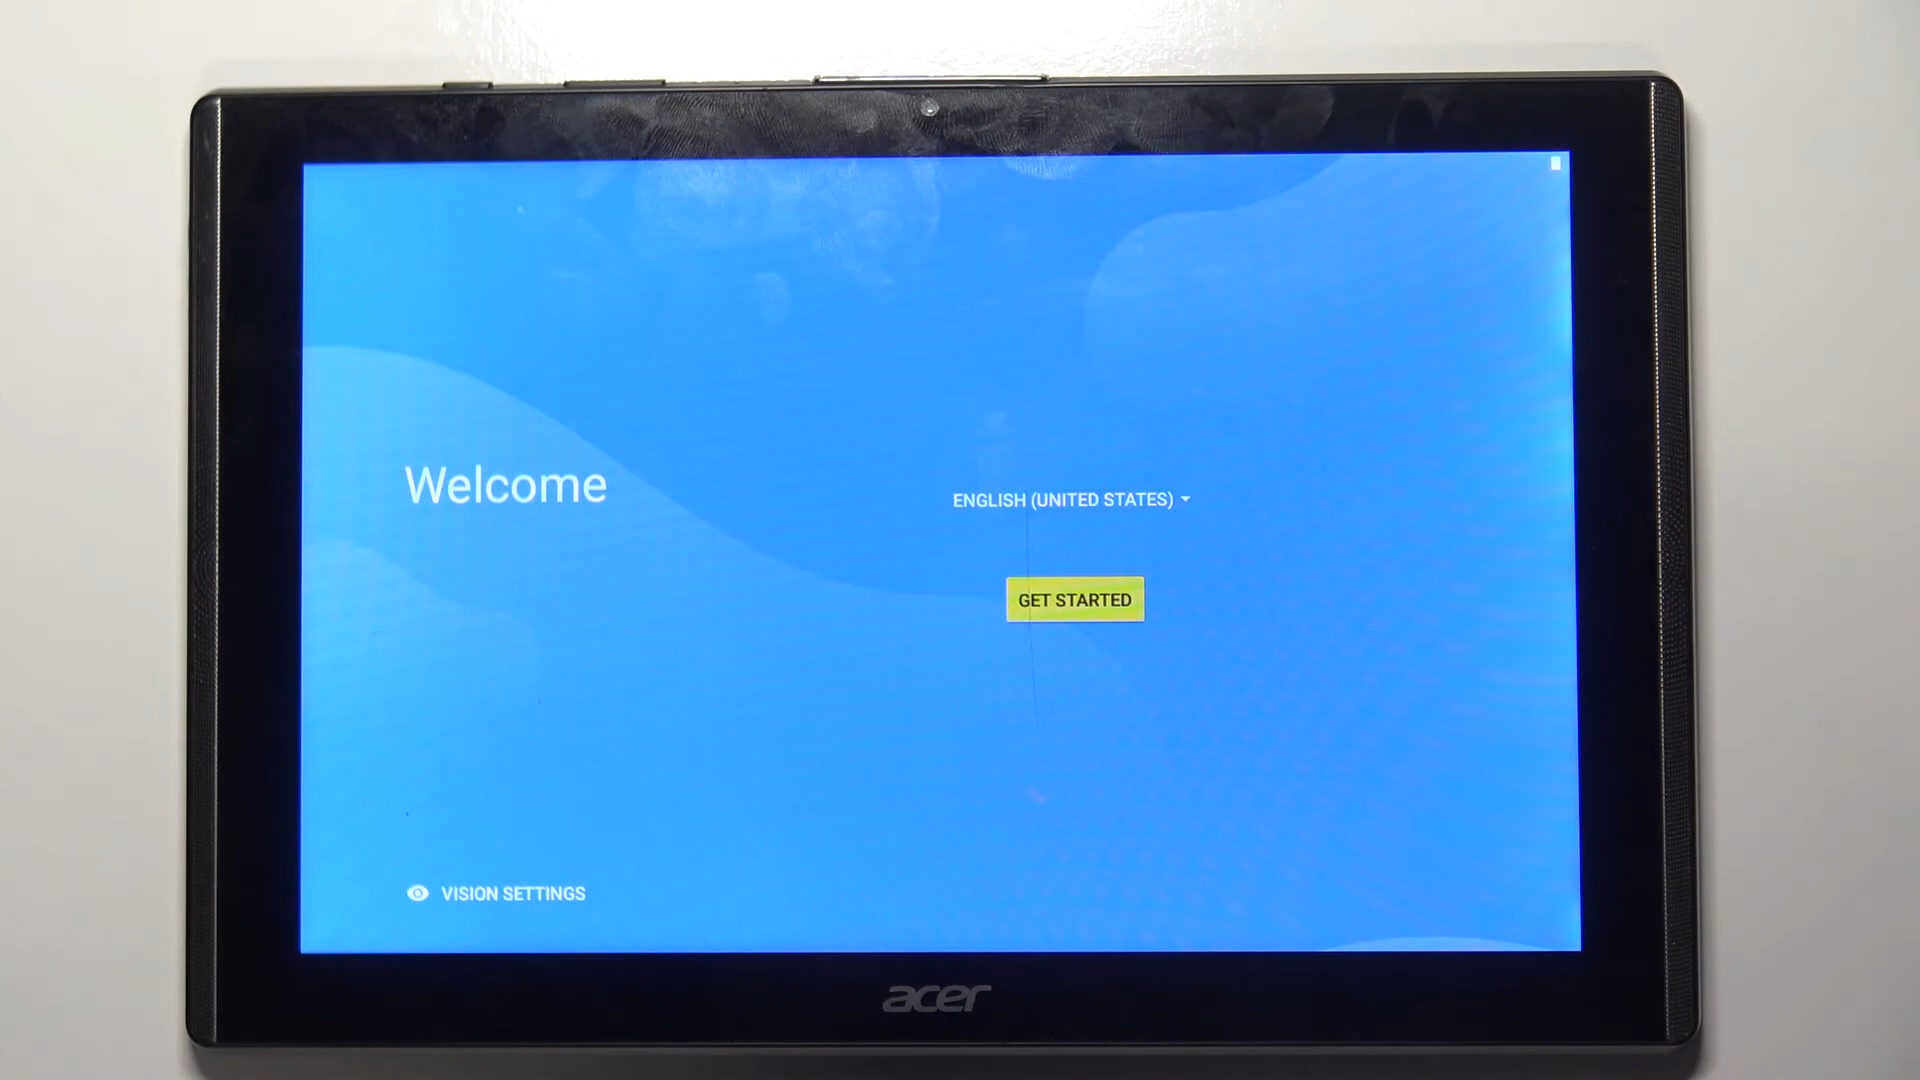 Welcome
ENGLISH (UNITED STATES)
GET STARTED
VISION SETTINGS
acer